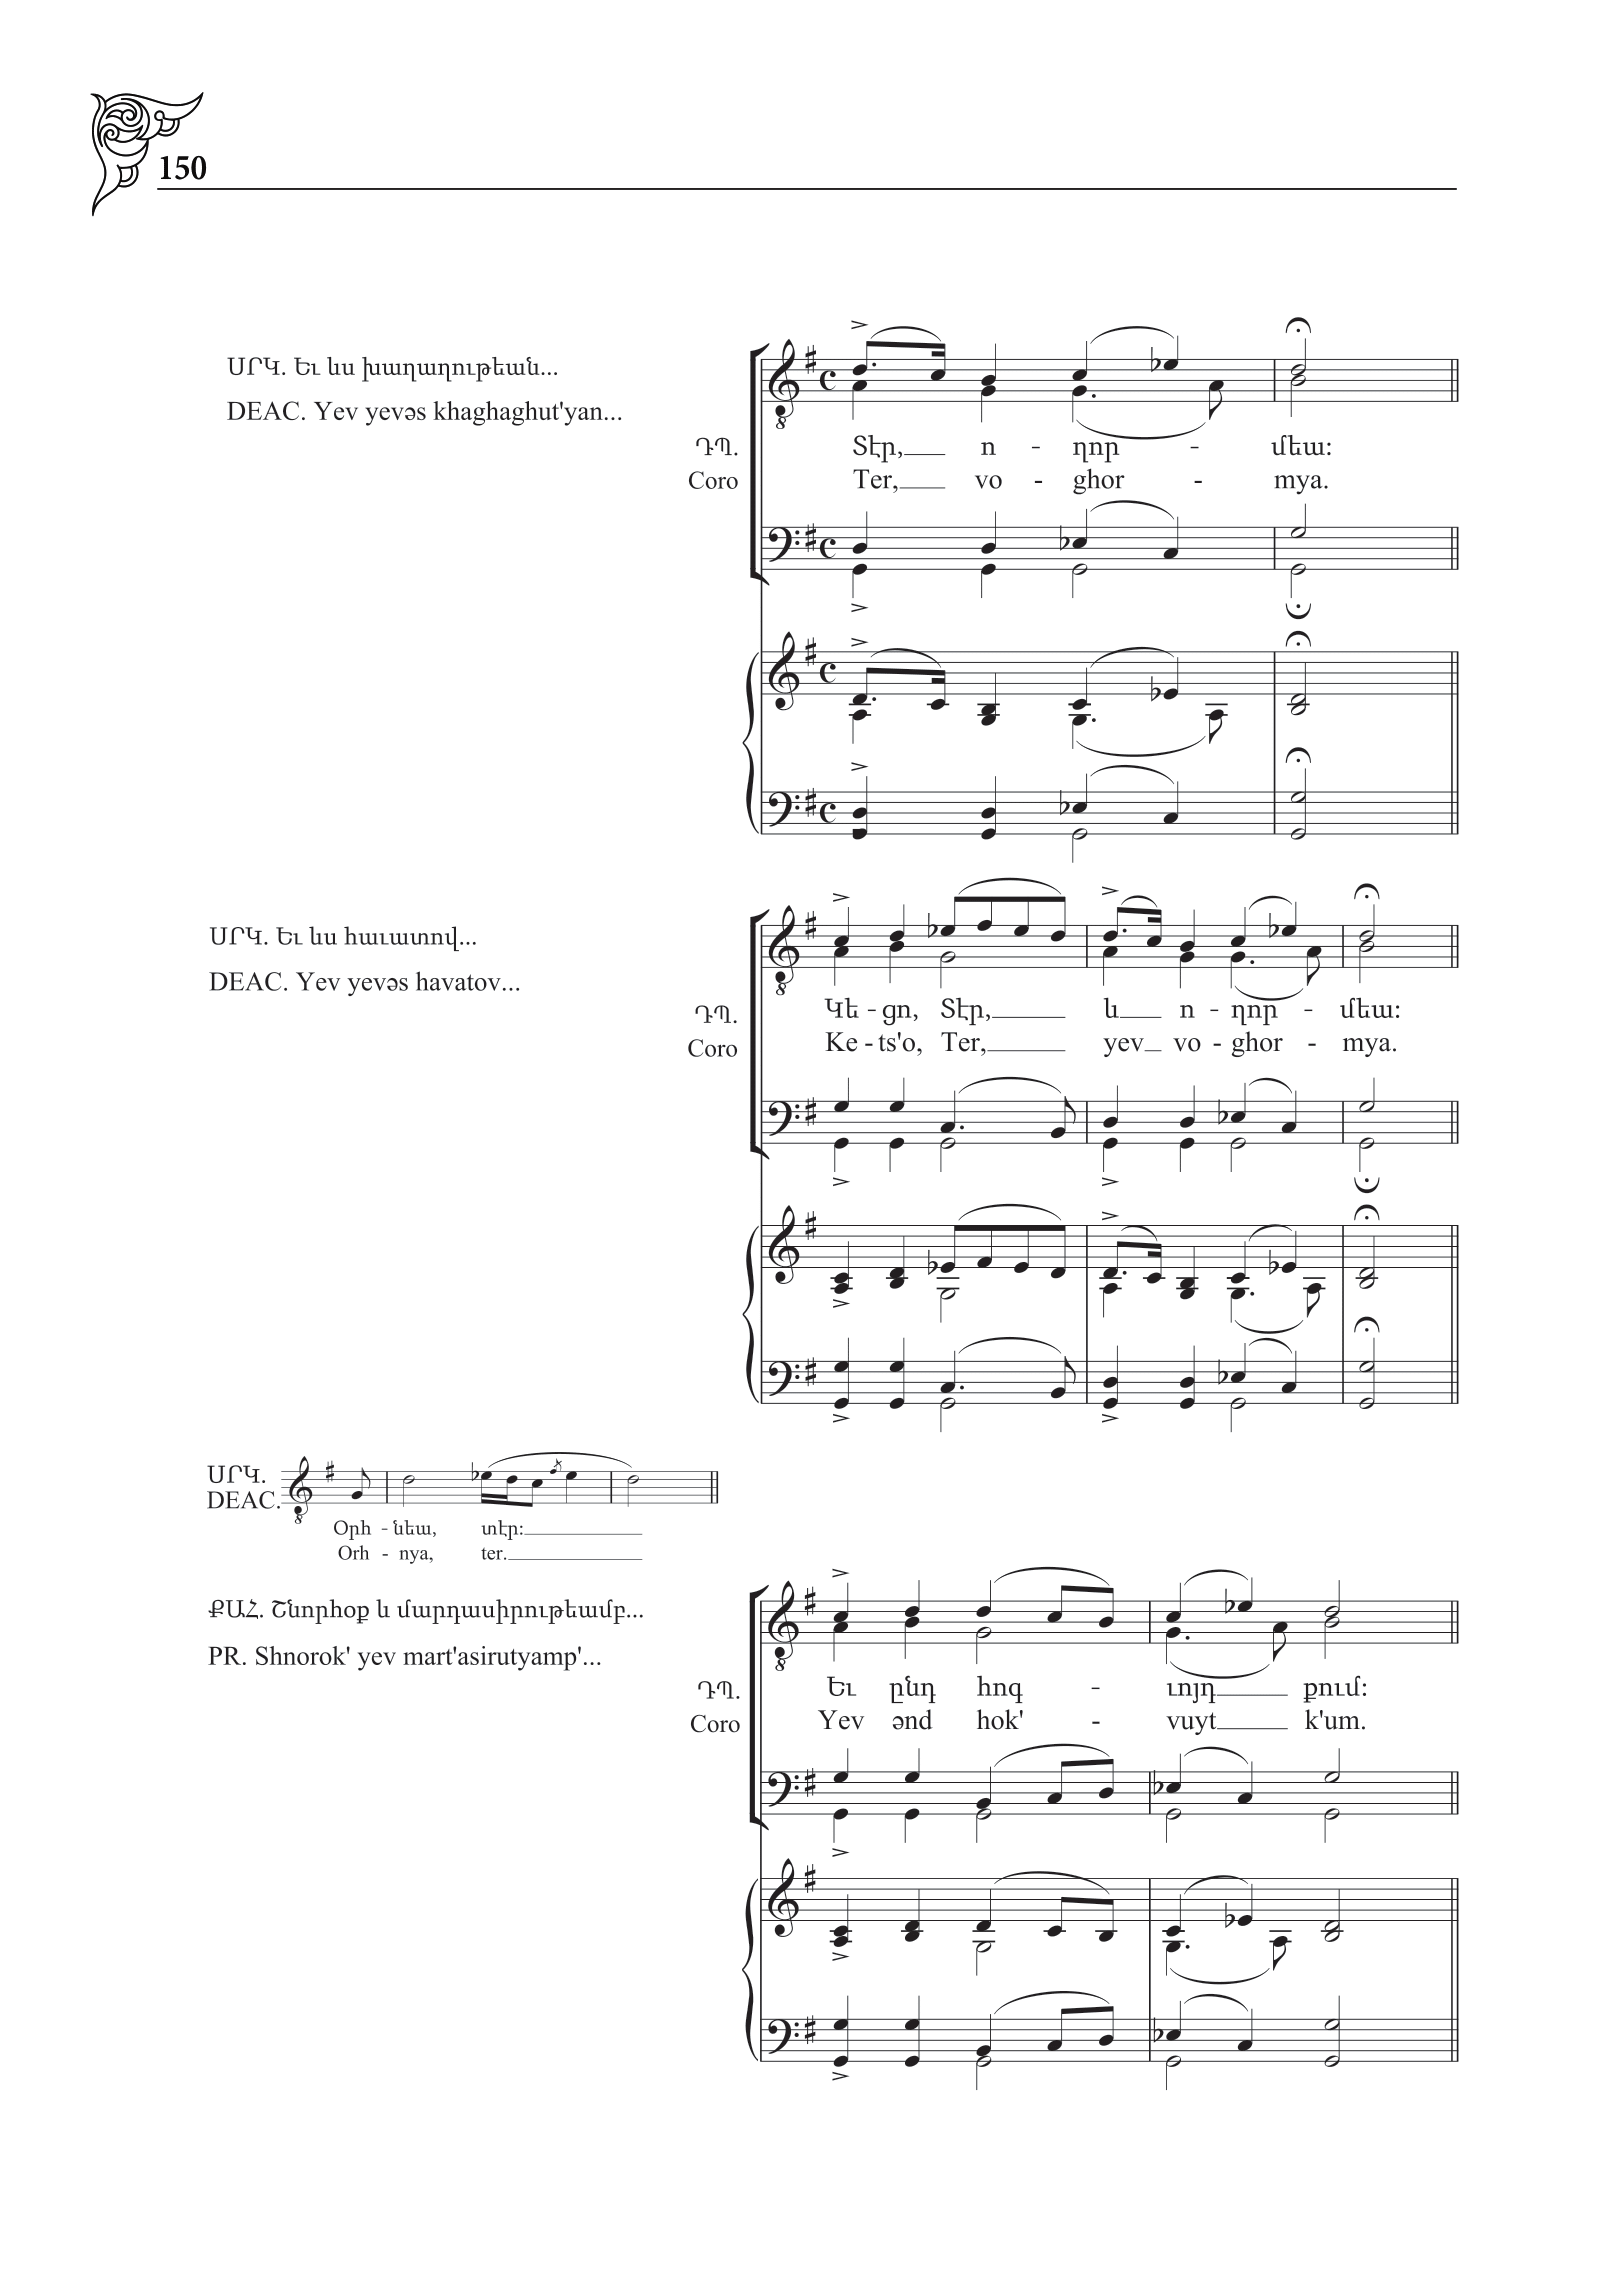 150
ՍՐԿ. Եւ ևս խաղաղութեան...
DEAC. Yev yevəs khaghaghut'yan...
ԴՊ. Տէր, ո - ղոր - մեա:
Coro Ter, vo - ghor - mya.
ՍՐԿ. Եւ ևս հաւատով...
DEAC. Yev yevəs havatov...
ԴՊ. Կե - ցո, Տէր, և ո - ղոր - մեա:
Coro Ke - ts'o, Ter, yev vo - ghor - mya.
ՍՐԿ.
DEAC.
Օրհ - նեա, տէր:
Orh - nya, ter.
ՔԱՀ. Շնորհօք և մարդասիրութեամբ...
PR. Shnorok' yev mart'asirutyamp'...
ԴՊ. Եւ ընդ հոգ - ւոյդ քում:
Coro Yev ənd hok' - vuyt k'um.